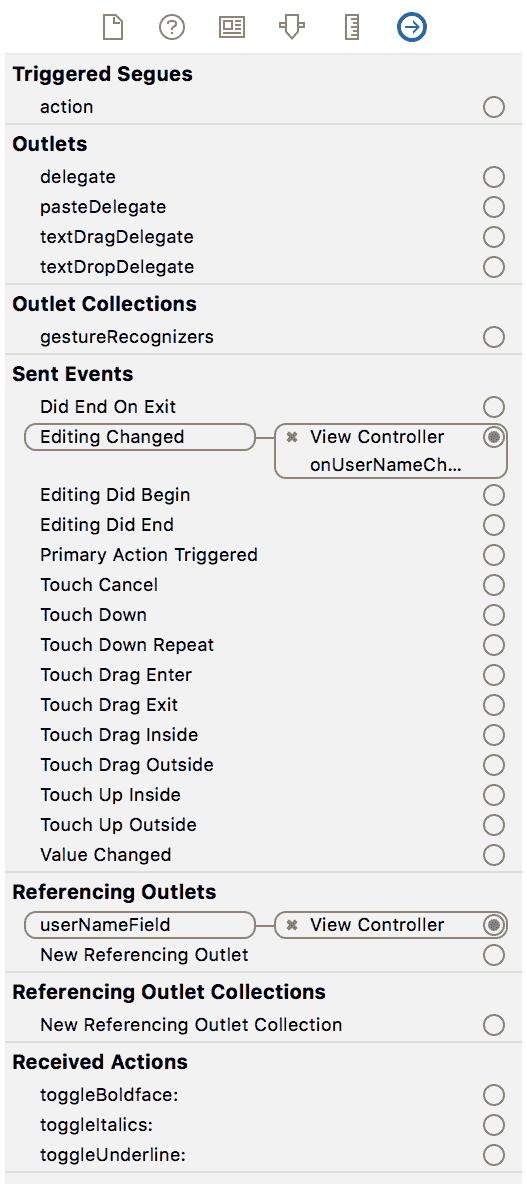 Triggered Segues
action
Outlets
delegate
pasteDelegate
textDragDelegate
textDropDelegate
Outlet Collections
gestureRecognizers
Sent Events
Did End On Exit
Editing Changed ✖ View Controller
onUserNameCh...
Editing Did Begin
Editing Did End
Primary Action Triggered
Touch Cancel
Touch Down
Touch Down Repeat
Touch Drag Enter
Touch Drag Exit
Touch Drag Inside
Touch Drag Outside
Touch Up Inside
Touch Up Outside
Value Changed
Referencing Outlets
userNameField ✖ View Controller
New Referencing Outlet
Referencing Outlet Collections
New Referencing Outlet Collection
Received Actions
toggleBoldface:
toggleItalics:
toggleUnderline: